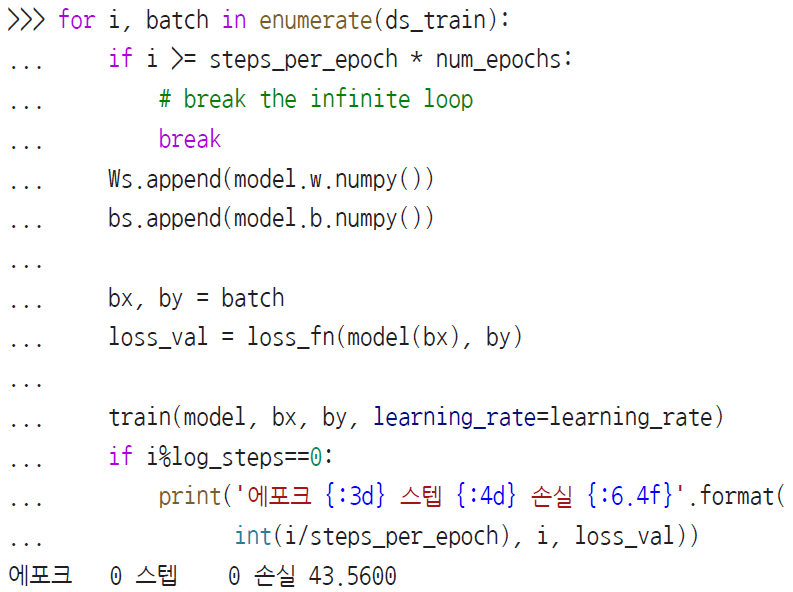 >>> for i, batch in enumerate(ds_train):
...     if i >= steps_per_epoch * num_epochs:
...         # break the infinite loop
...         break
...     Ws.append(model.w.numpy())
...     bs.append(model.b.numpy())
...
...     bx, by = batch
...     loss_val = loss_fn(model(bx), by)
...
...     train(model, bx, by, learning_rate=learning_rate)
...     if i%log_steps==0:
...         print('에포크 {:3d} 스텝 {:4d} 손실 {:6.4f}'.format(
...               int(i/steps_per_epoch), i, loss_val))
에포크   0 스텝    0 손실 43.5600